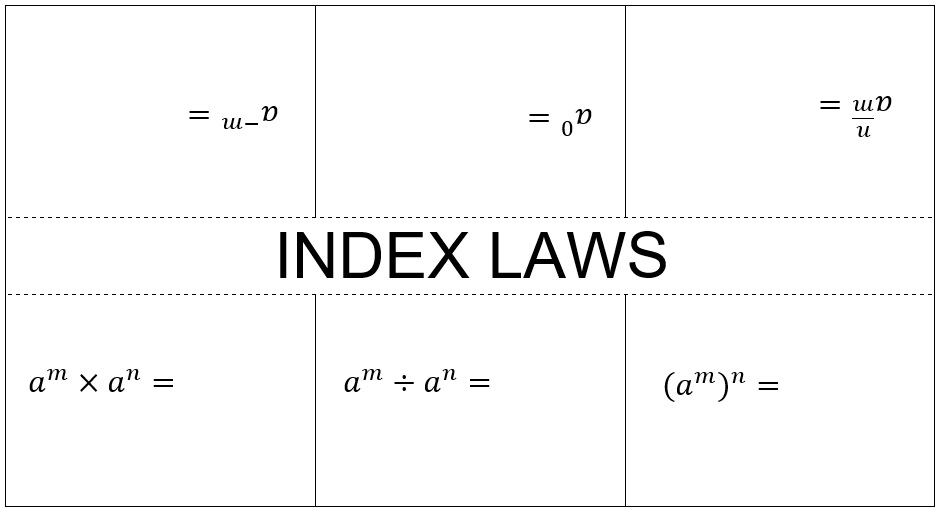 a⁻ᵐ =
a⁰ =
a^(n/m) =
INDEX LAWS
aᵐ × aⁿ =
aᵐ ÷ aⁿ =
(aᵐ)ⁿ =